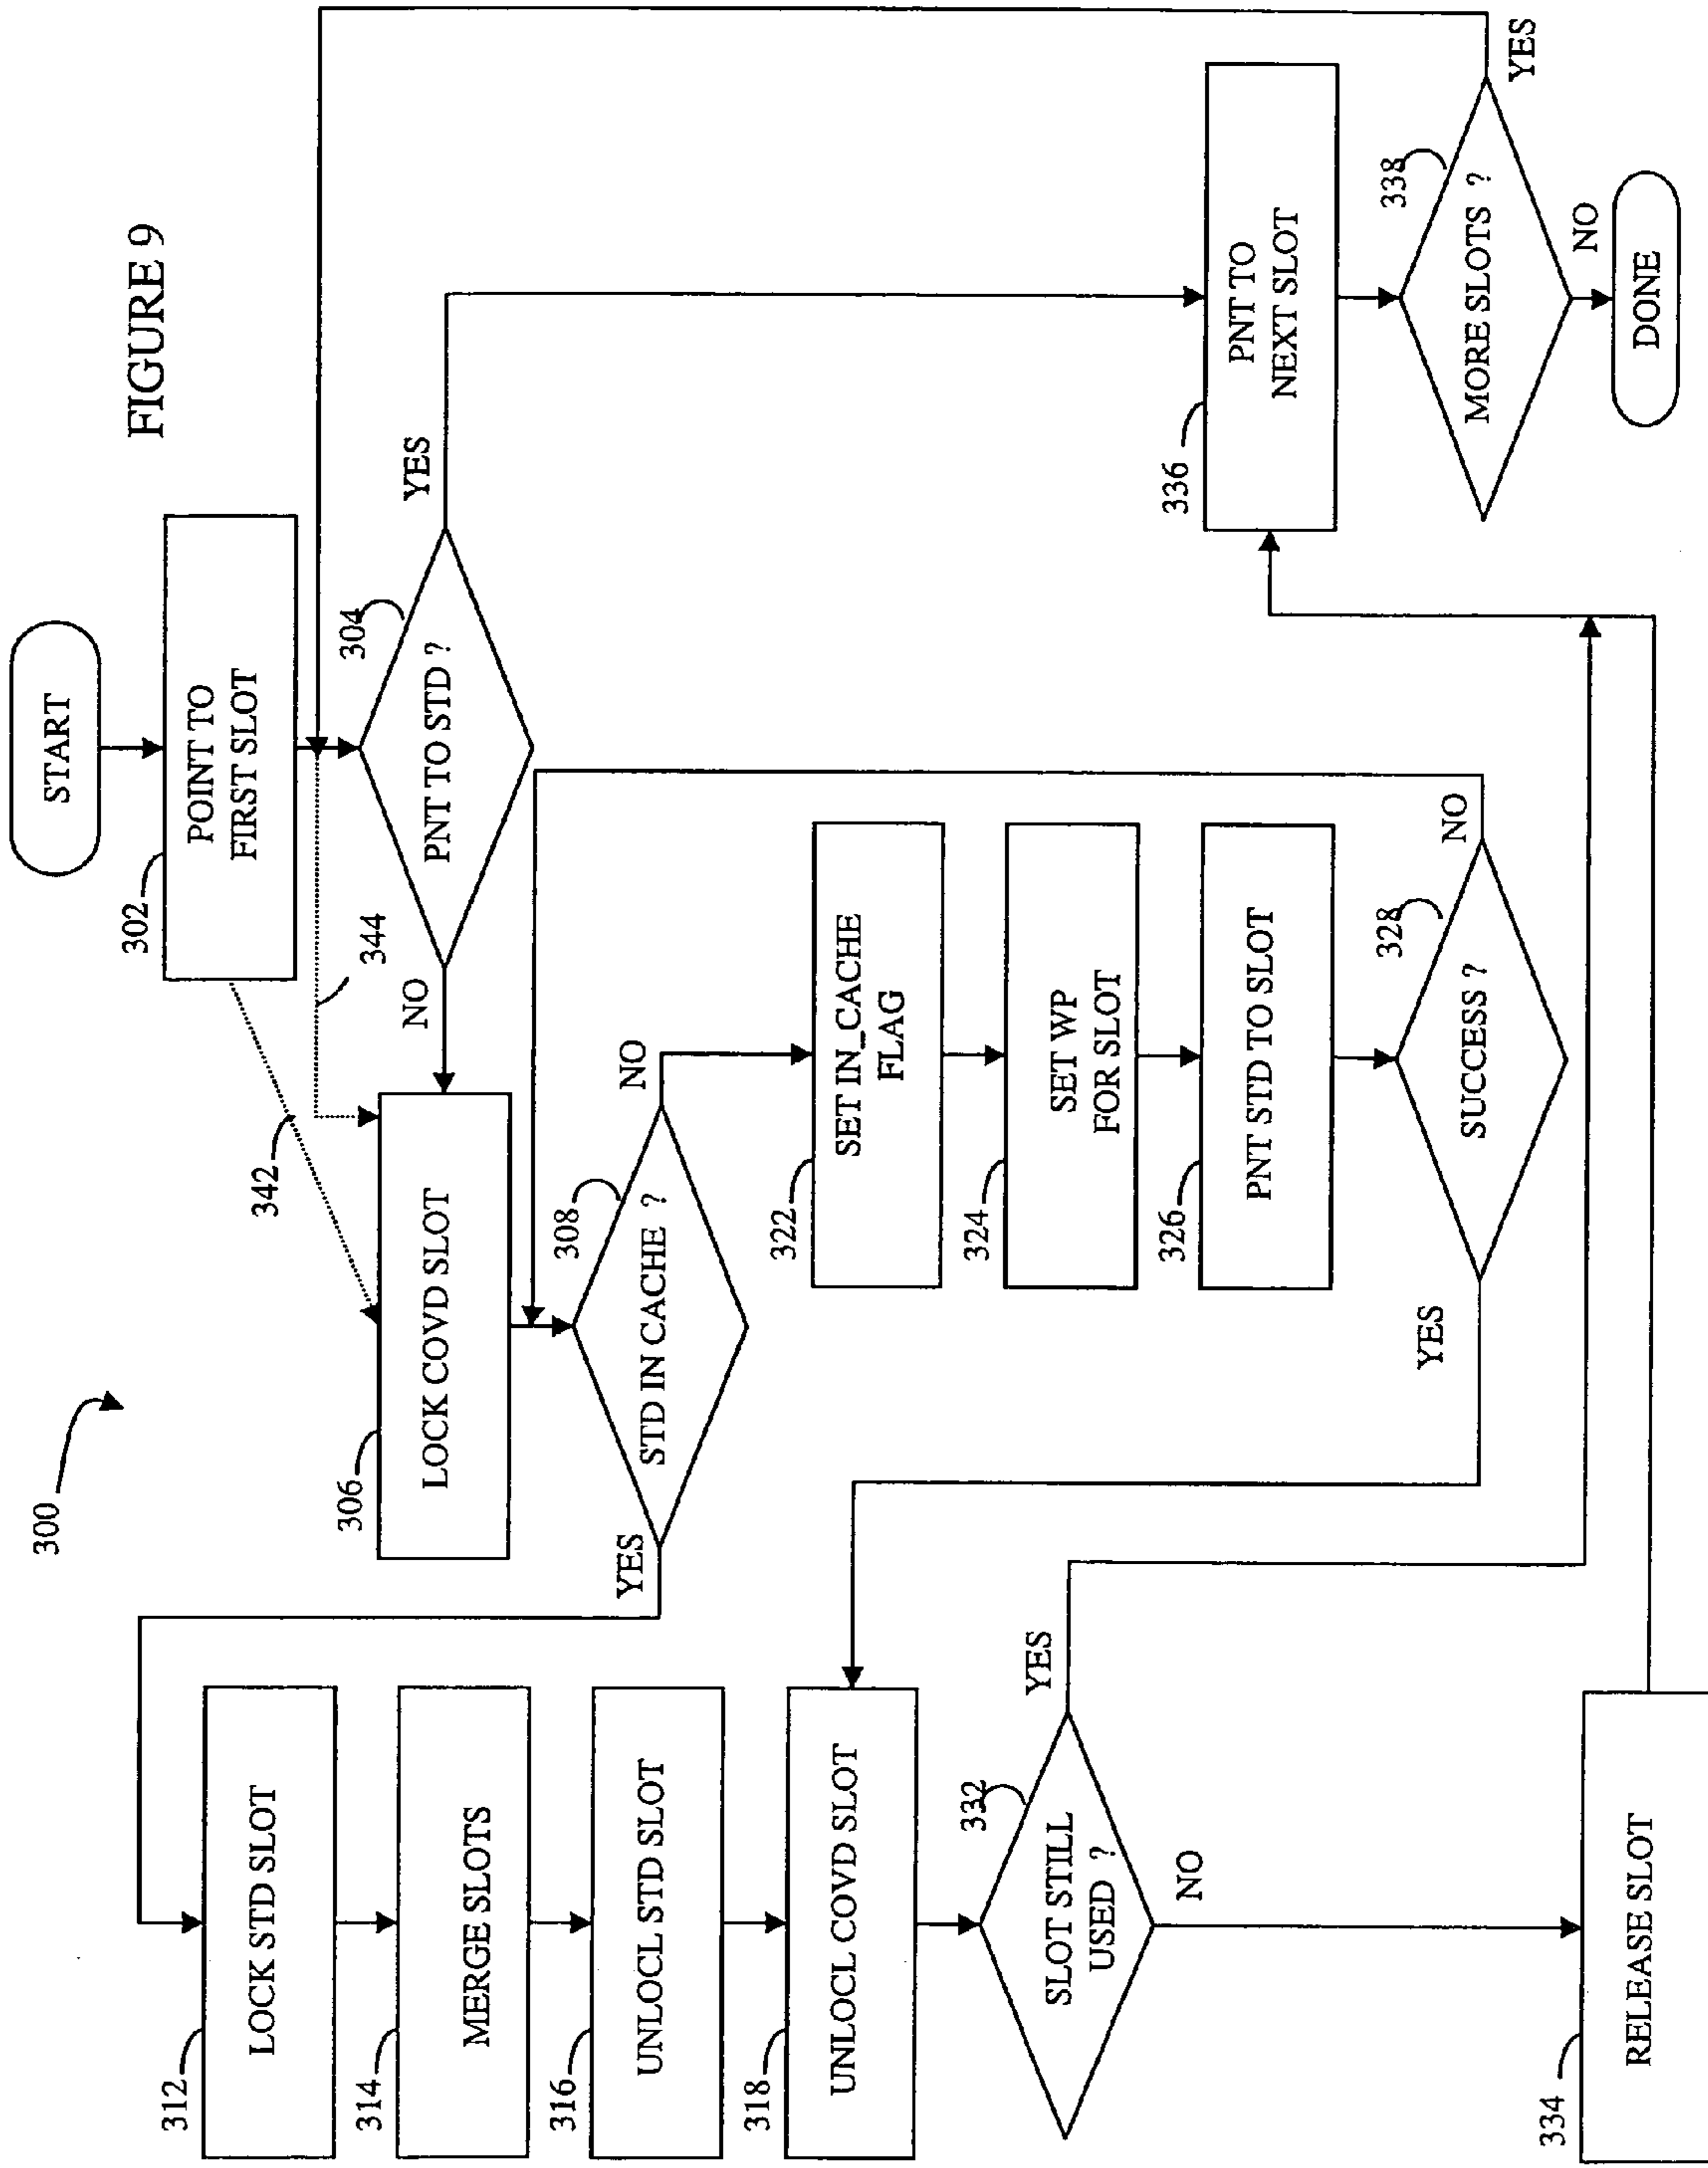 FIGURE 9
300
START
302
POINT TO
FIRST SLOT
342
344
304
PNT TO STD ?
YES
NO
306
LOCK COVD SLOT
308
STD IN CACHE ?
YES
NO
312
LOCK STD SLOT
314
MERGE SLOTS
316
UNLOCL STD SLOT
318
UNLOCL COVD SLOT
322
SET IN_CACHE
FLAG
324
SET WP
FOR SLOT
326
PNT STD TO SLOT
328
SUCCESS ?
NO
YES
332
SLOT STILL
USED ?
YES
NO
334
RELEASE SLOT
336
PNT TO
NEXT SLOT
338
MORE SLOTS ?
YES
NO
DONE